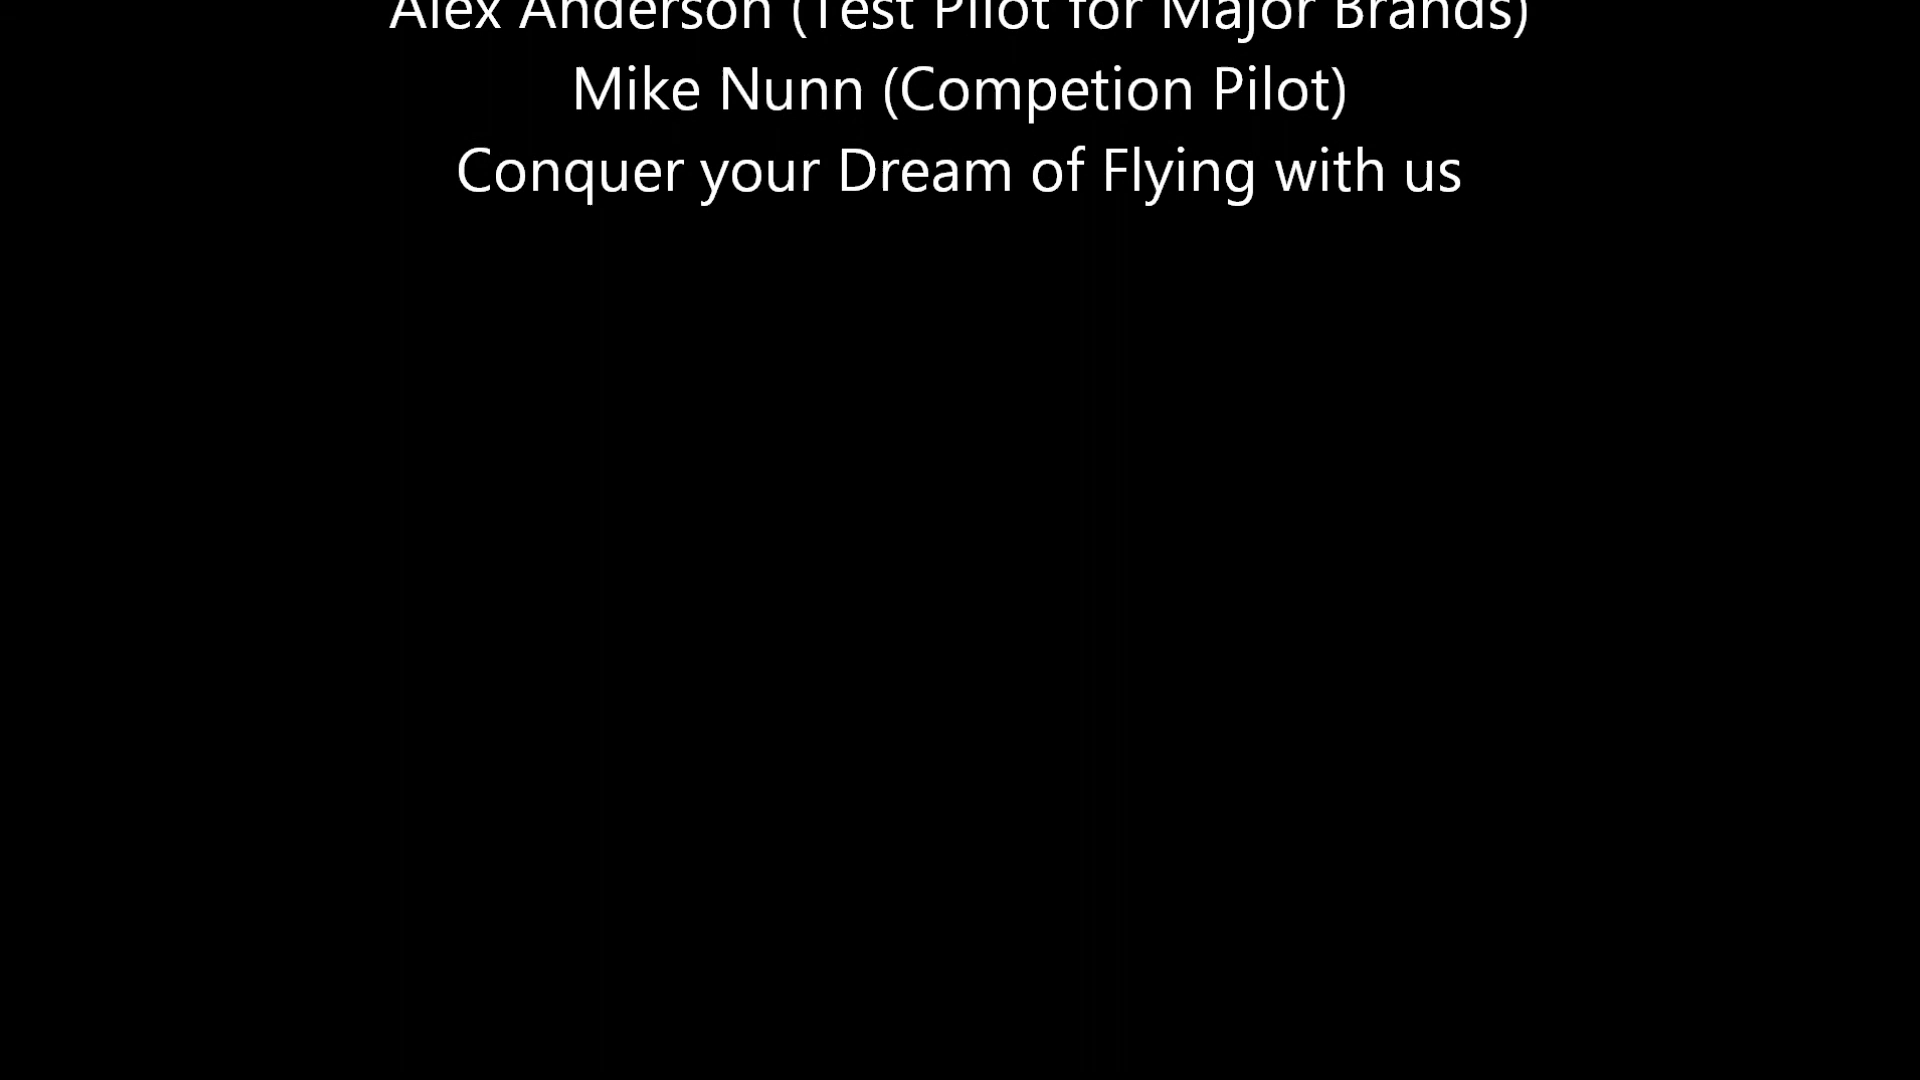 Alex Anderson (Test Pilot for Major Brands)
Mike Nunn (Competion Pilot)
Conquer your Dream of Flying with us